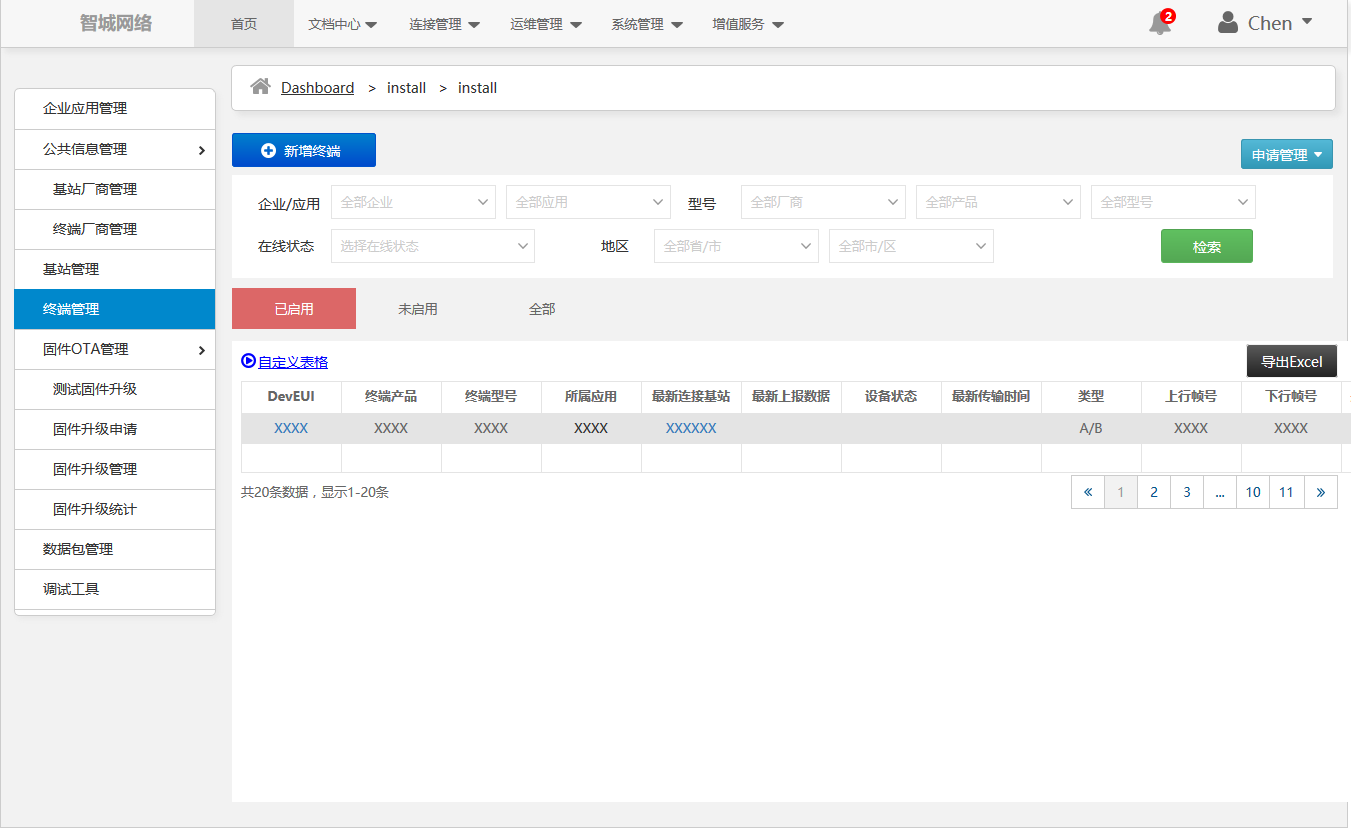 智城网络 首页 文档中心 连接管理 运维管理 系统管理 增值服务 2 Chen
Dashboard > install > install
企业应用管理
公共信息管理
基站厂商管理
终端厂商管理
基站管理
终端管理
固件OTA管理
测试固件升级
固件升级申请
固件升级管理
固件升级统计
数据包管理
调试工具
新增终端 申请管理
企业/应用 全部企业 全部应用 型号 全部厂商 全部产品 全部型号
在线状态 选择在线状态 地区 全部省/市 全部市/区 检索
已启用 未启用 全部
自定义表格 导出Excel
DevEUI 终端产品 终端型号 所属应用 最新连接基站 最新上报数据 设备状态 最新传输时间 类型 上行帧号 下行帧号
XXXX XXXX XXXX XXXX XXXXXX A/B XXXX XXXX
共20条数据，显示1-20条 « 1 2 3 ... 10 11 »